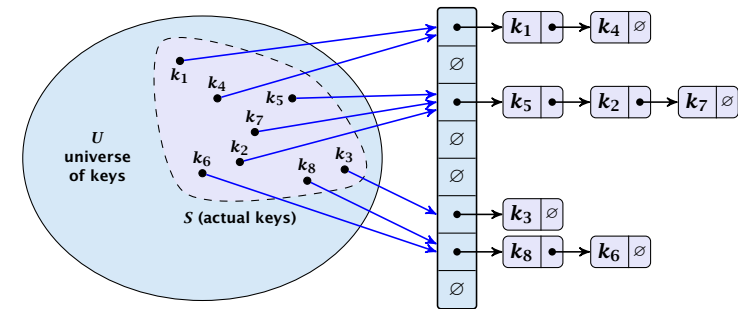 k₁
k₄
k₅
k₇
k₂
k₆
k₈
k₃
U
universe
of keys
S (actual keys)
k₁ k₄ ∅
∅
k₅ k₂ k₇ ∅
∅
∅
k₃ ∅
k₈ k₆ ∅
∅